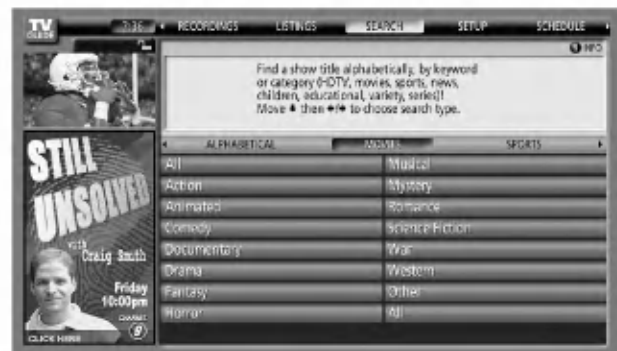 TV
GUIDE
7:36
RECORDINGS LISTINGS SEARCH SETUP SCHEDULE
INFO
Find a show title alphabetically, by keyword
or category (HDTV, movies, sports, news,
children, educational, variety, series)!
Move then to choose search type.
ALPHABETICAL MOVIES SPORTS
All Musical
Action Mystery
Animated Romance
Comedy Science Fiction
Documentary War
Drama Western
Fantasy Other
Horror All
STILL
UNSOLVED
with
Craig Smith
Friday
10:00pm
CHANNEL
9
CLICK HERE